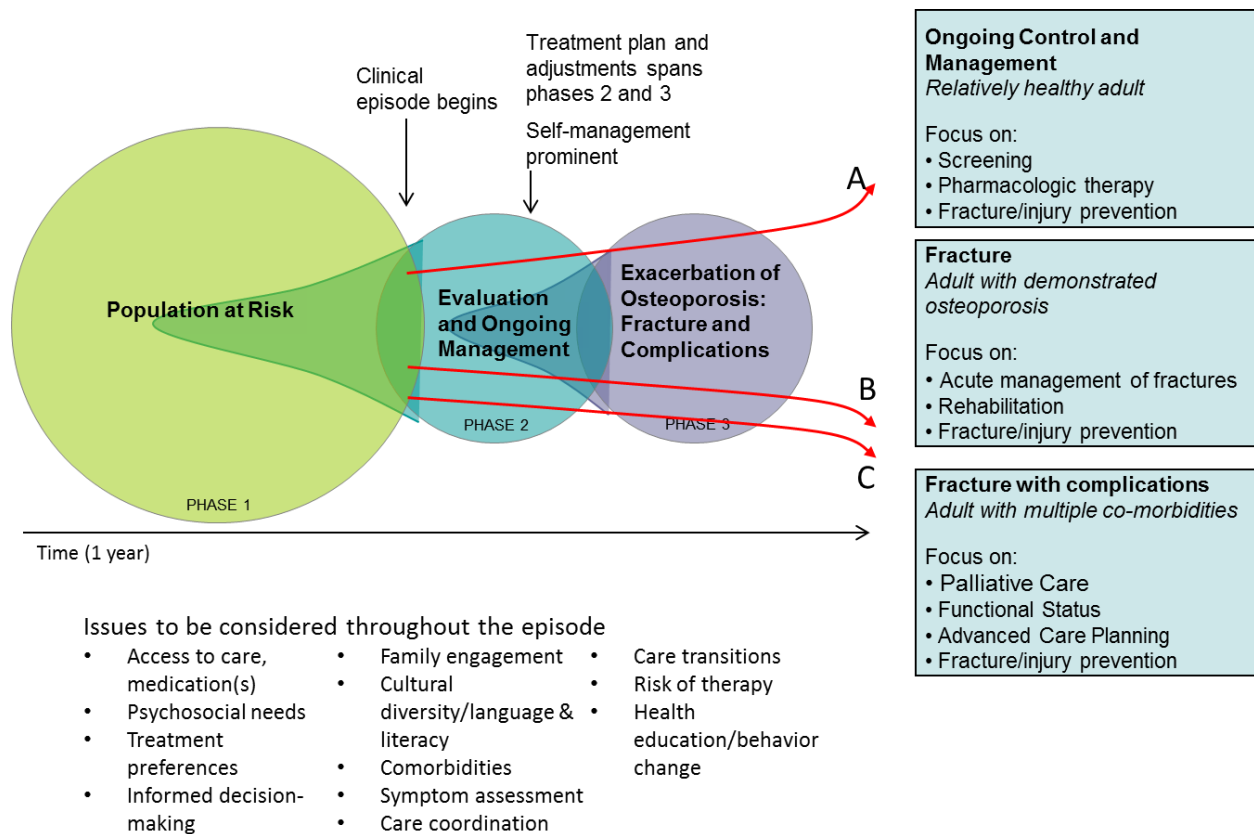 Clinical
episode begins
Treatment plan and
adjustments spans
phases 2 and 3
Self-management
prominent
Population at Risk
PHASE 1
Evaluation
and Ongoing
Management
PHASE 2
Exacerbation of
Osteoporosis:
Fracture and
Complications
PHASE 3
A
B
C
Time (1 year)
Ongoing Control and
Management
Relatively healthy adult
Focus on:
• Screening
• Pharmacologic therapy
• Fracture/injury prevention
Fracture
Adult with demonstrated
osteoporosis
Focus on:
• Acute management of fractures
• Rehabilitation
• Fracture/injury prevention
Fracture with complications
Adult with multiple co-morbidities
Focus on:
• Palliative Care
• Functional Status
• Advanced Care Planning
• Fracture/injury prevention
Issues to be considered throughout the episode
• Access to care,
medication(s)
• Psychosocial needs
• Treatment
preferences
• Informed decision-
making
• Family engagement
• Cultural
diversity/language &
literacy
• Comorbidities
• Symptom assessment
• Care coordination
• Care transitions
• Risk of therapy
• Health
education/behavior
change